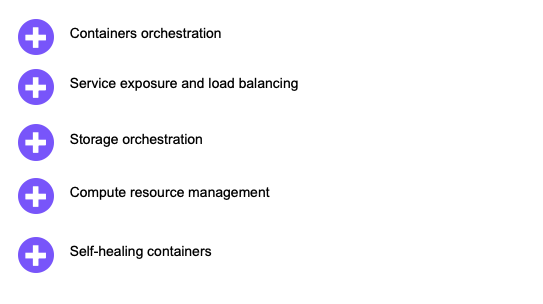 Containers orchestration
Service exposure and load balancing
Storage orchestration
Compute resource management
Self-healing containers